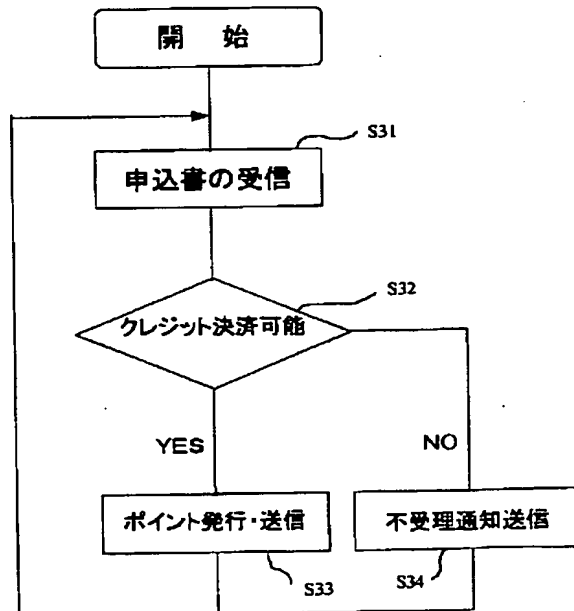 開　始
S31
申込書の受信
S32
クレジット決済可能
YES
NO
ポイント発行・送信
不受理通知送信
S33
S34